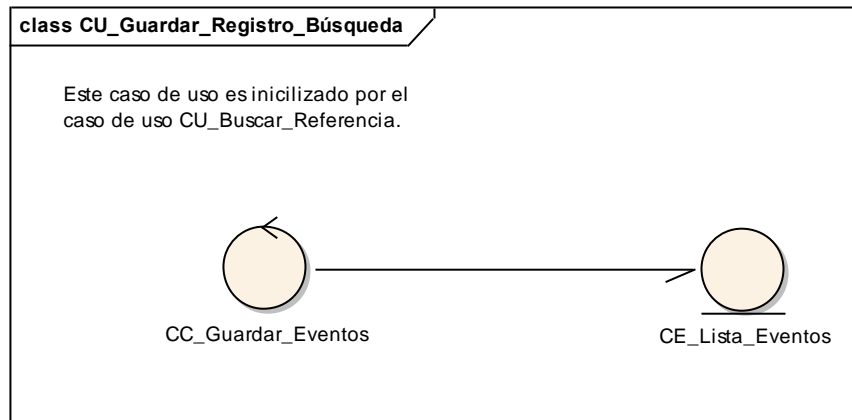 class CU_Guardar_Registro_Búsqueda
Este caso de uso es inicilizado por el
caso de uso CU_Buscar_Referencia.
CC_Guardar_Eventos
CE_Lista_Eventos